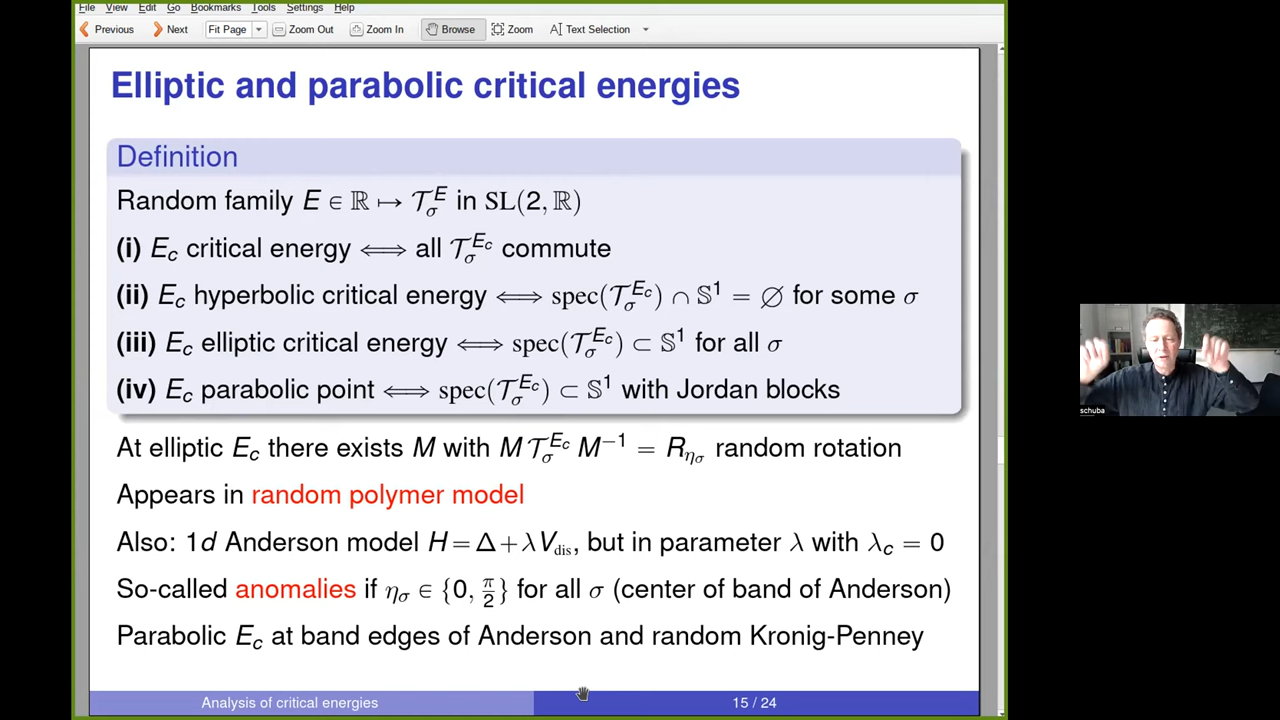 File View Edit Go Bookmarks Tools Settings Help
Previous Next Fit Page Zoom Out Zoom In Browse Zoom Text Selection
Elliptic and parabolic critical energies
Definition
Random family E ∈ ℝ ↦ 𝒯_σ^E in SL(2, ℝ)
(i) E_c critical energy ⟺ all 𝒯_σ^{E_c} commute
(ii) E_c hyperbolic critical energy ⟺ spec(𝒯_σ^{E_c}) ∩ 𝕊^1 = ∅ for some σ
(iii) E_c elliptic critical energy ⟺ spec(𝒯_σ^{E_c}) ⊂ 𝕊^1 for all σ
(iv) E_c parabolic point ⟺ spec(𝒯_σ^{E_c}) ⊂ 𝕊^1 with Jordan blocks
At elliptic E_c there exists M with M 𝒯_σ^{E_c} M^{−1} = R_{η_σ} random rotation
Appears in random polymer model
Also: 1d Anderson model H = Δ + λ V_dis, but in parameter λ with λ_c = 0
So-called anomalies if η_σ ∈ {0, π/2} for all σ (center of band of Anderson)
Parabolic E_c at band edges of Anderson and random Kronig-Penney
Analysis of critical energies 15 / 24
schuba